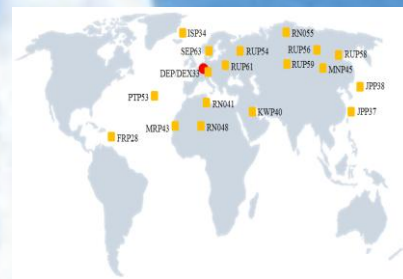 ISP34
RN055
SEP63
RUP54
RUP56
RUP58
DEP/DEX33
RUP61
RUP59
MNP45
PTP53
RN041
KWP40
JPP38
FRP28
MRP43
RN048
JPP37